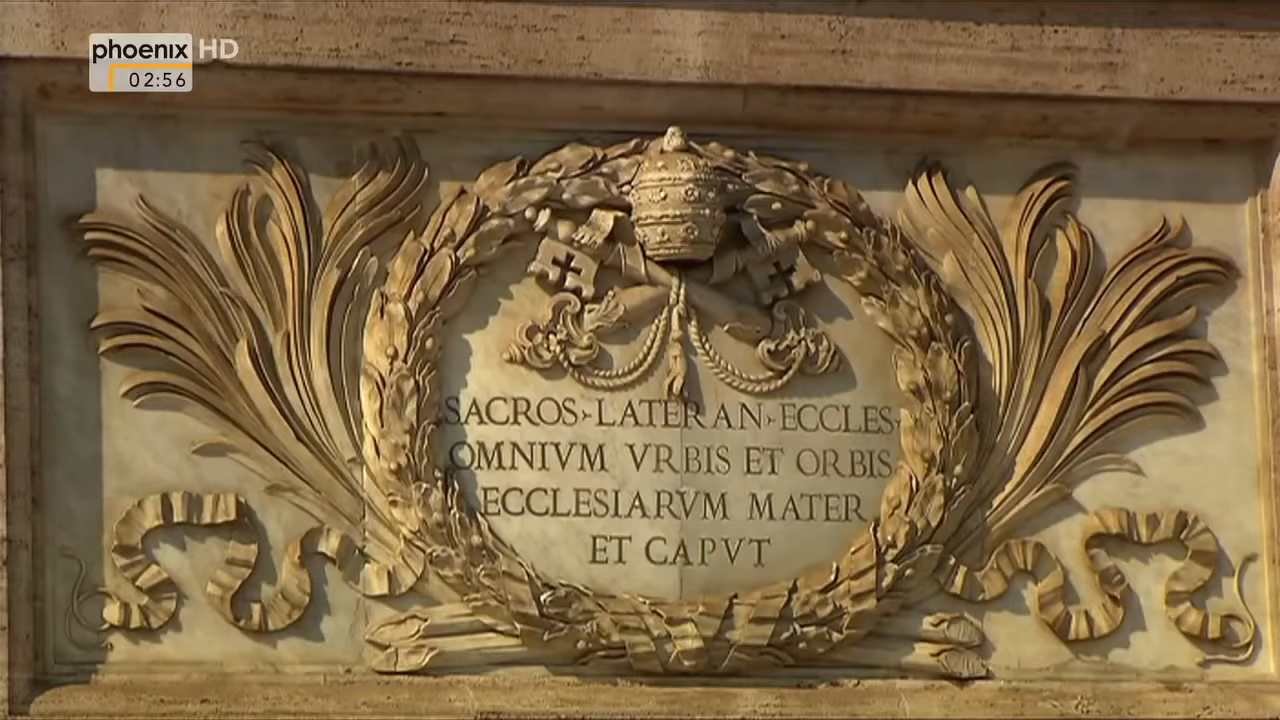 phoenix HD
02:56
SACROS·LATERAN·ECCLES·
OMNIVM VRBIS ET ORBIS
ECCLESIARVM MATER
ET CAPVT